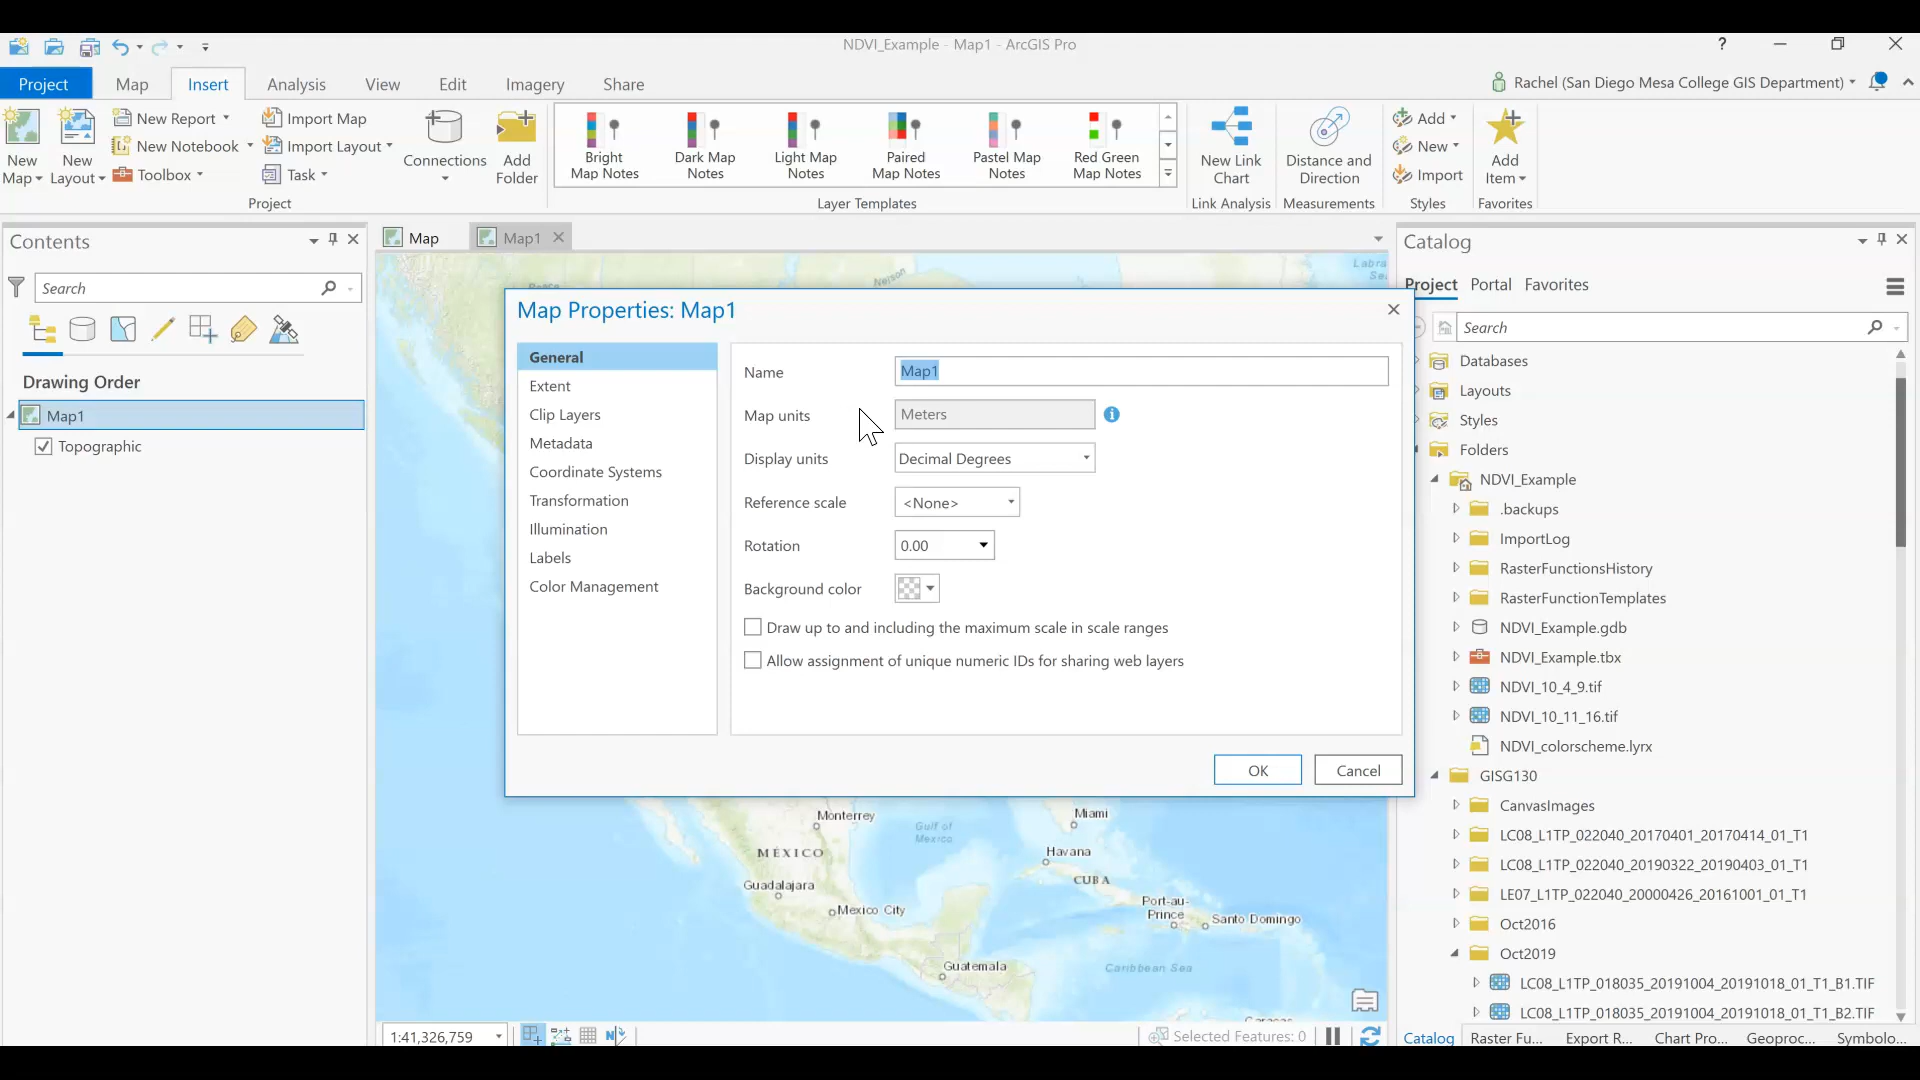 NDVI_Example - Map1 - ArcGIS Pro
?
Project
Map
Insert
Analysis
View
Edit
Imagery
Share
Rachel (San Diego Mesa College GIS Department)
New Map
New Layout
New Report
New Notebook
Toolbox
Import Map
Import Layout
Task
Connections
Add Folder
Project
Bright Map Notes
Dark Map Notes
Light Map Notes
Paired Map Notes
Pastel Map Notes
Red Green Map Notes
Layer Templates
New Link Chart
Link Analysis
Distance and Direction
Measurements
Add
New
Import
Styles
Add Item
Favorites
Contents
Search
Drawing Order
Map1
Topographic
Map
Map1
Nelson
Map Properties: Map1
General
Extent
Clip Layers
Metadata
Coordinate Systems
Transformation
Illumination
Labels
Color Management
Name
Map1
Map units
Meters
Display units
Decimal Degrees
Reference scale
<None>
Rotation
0.00
Background color
Draw up to and including the maximum scale in scale ranges
Allow assignment of unique numeric IDs for sharing web layers
OK
Cancel
Monterrey
Gulf of Mexico
Miami
MÉXICO
Havana
CUBA
Guadalajara
Mexico City
Port-au-Prince
Santo Domingo
Guatemala
Caribbean Sea
1:41,326,759
Selected Features: 0
Catalog
Project
Portal
Favorites
Search
Databases
Layouts
Styles
Folders
NDVI_Example
.backups
ImportLog
RasterFunctionsHistory
RasterFunctionTemplates
NDVI_Example.gdb
NDVI_Example.tbx
NDVI_10_4_9.tif
NDVI_10_11_16.tif
NDVI_colorscheme.lyrx
GISG130
CanvasImages
LC08_L1TP_022040_20170401_20170414_01_T1
LC08_L1TP_022040_20190322_20190403_01_T1
LE07_L1TP_022040_20000426_20161001_01_T1
Oct2016
Oct2019
LC08_L1TP_018035_20191004_20191018_01_T1_B1.TIF
LC08_L1TP_018035_20191004_20191018_01_T1_B2.TIF
Catalog
Raster Fu...
Export R...
Chart Pro...
Geoproc...
Symbolo...